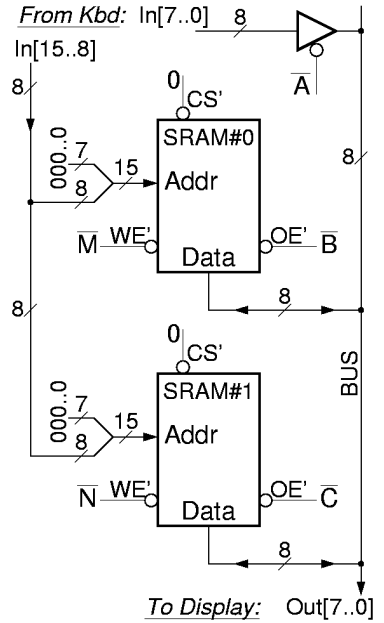 From Kbd: In[7..0] 8
In[15..8]
A̅
8
0
CS'
SRAM#0
000..0 7
15 Addr
8
8
M̅ WE' OE' B̅
Data
8
8
0
CS'
BUS
SRAM#1
000..0 7
15 Addr
8
N̅ WE' OE' C̅
Data
8
To Display: Out[7..0]